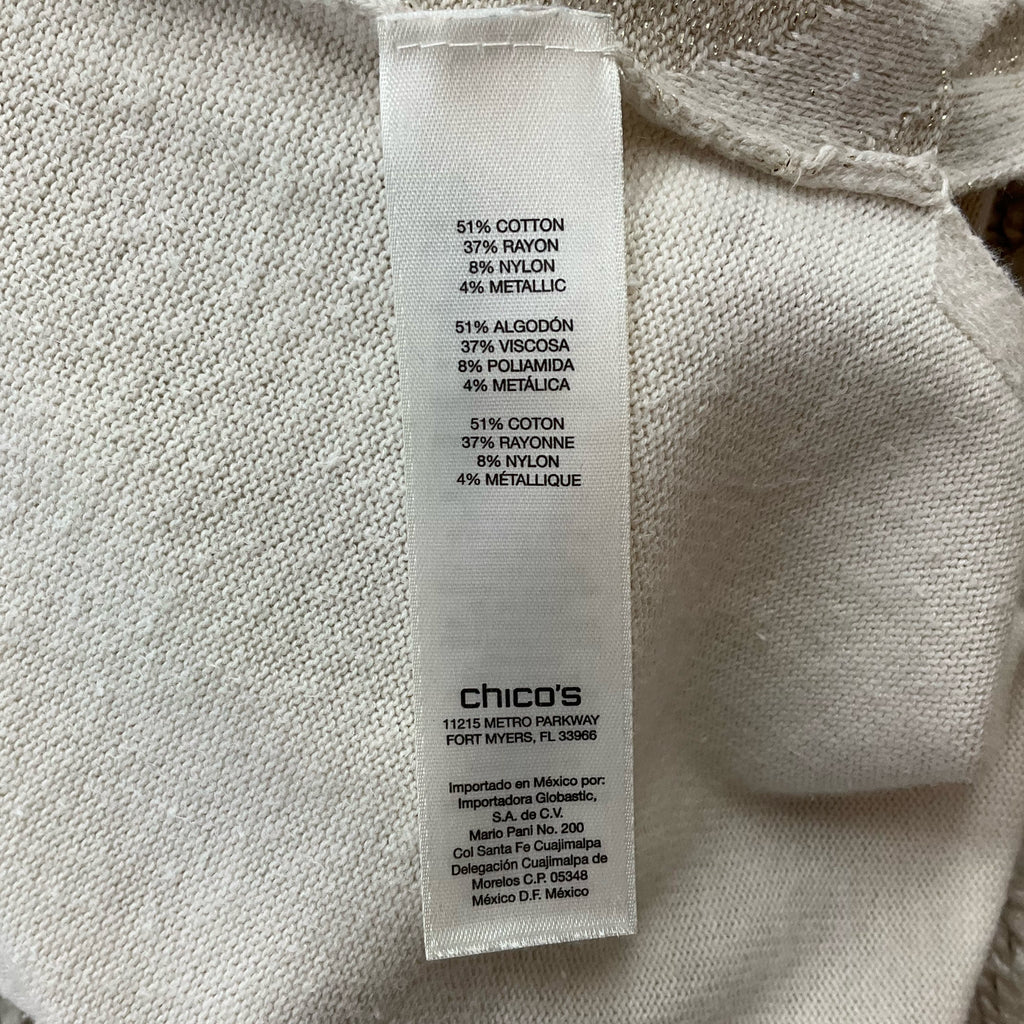 51% COTTON
37% RAYON
8% NYLON
4% METALLIC
51% ALGODÓN
37% VISCOSA
8% POLIAMIDA
4% METÁLICA
51% COTON
37% RAYONNE
8% NYLON
4% MÉTALLIQUE
chico's
11215 METRO PARKWAY
FORT MYERS, FL 33966
Importado en México por:
Importadora Globastic,
S.A. de C.V.
Mario Pani No. 200
Col Santa Fe Cuajimalpa
Delegación Cuajimalpa de
Morelos C.P. 05348
México D.F. México